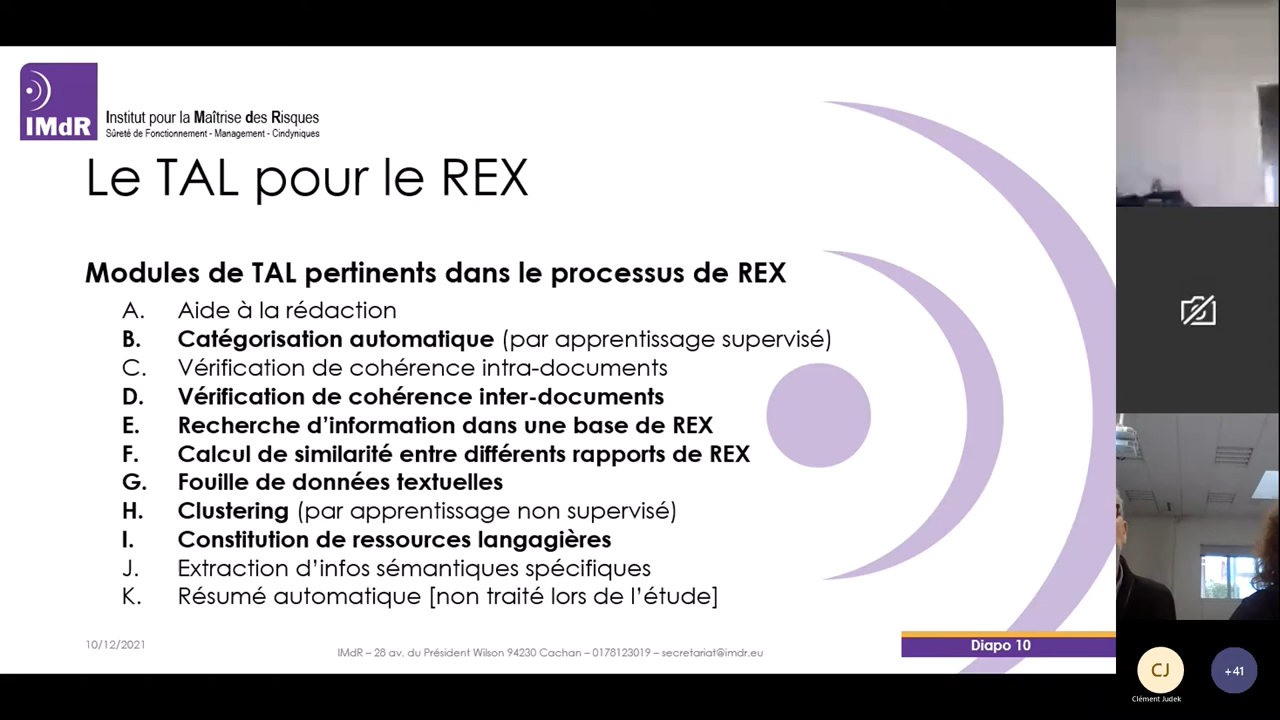 IMdR
Institut pour la Maîtrise des Risques
Sûreté de Fonctionnement - Management - Cindyniques
Le TAL pour le REX
Modules de TAL pertinents dans le processus de REX
A. Aide à la rédaction
B. Catégorisation automatique (par apprentissage supervisé)
C. Vérification de cohérence intra-documents
D. Vérification de cohérence inter-documents
E. Recherche d'information dans une base de REX
F. Calcul de similarité entre différents rapports de REX
G. Fouille de données textuelles
H. Clustering (par apprentissage non supervisé)
I. Constitution de ressources langagières
J. Extraction d'infos sémantiques spécifiques
K. Résumé automatique [non traité lors de l'étude]
10/12/2021
IMdR – 28 av. du Président Wilson 94230 Cachan – 0178123019 – secretariat@imdr.eu
Diapo 10
CJ
+41
Clément Judek